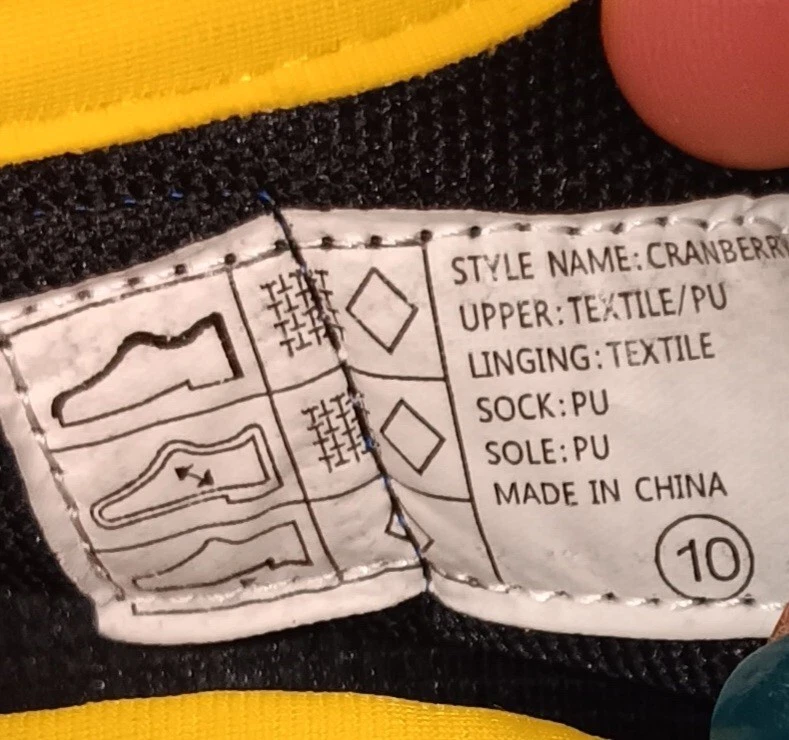 STYLE NAME: CRANBERRY
UPPER: TEXTILE/PU
LINGING: TEXTILE
SOCK: PU
SOLE: PU
MADE IN CHINA
10